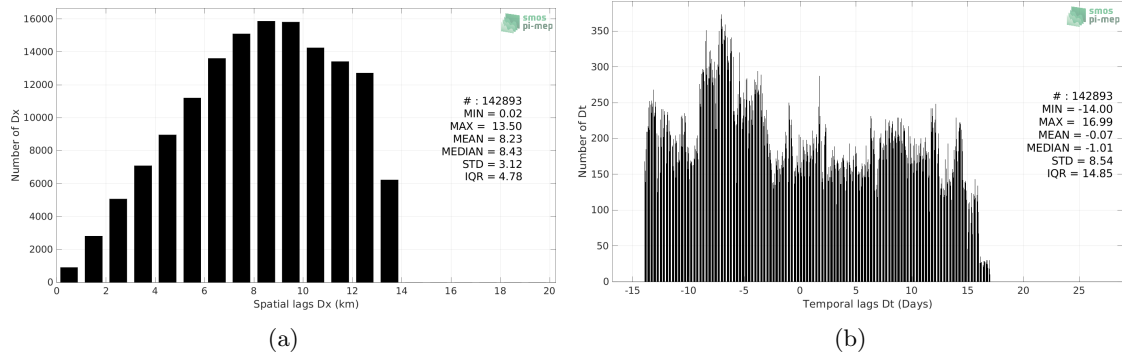 16000
14000
12000
10000
8000
6000
4000
2000
0
Number of Dx
0 2 4 6 8 10 12 14 16 18 20
Spatial lags Dx (km)
smos
pi-mep
# : 142893
MIN = 0.02
MAX = 13.50
MEAN = 8.23
MEDIAN = 8.43
STD = 3.12
IQR = 4.78
(a)
350
300
250
200
150
100
50
0
Number of Dt
-15 -10 -5 0 5 10 15 20 25
Temporal lags Dt (Days)
smos
pi-mep
# : 142893
MIN = -14.00
MAX = 16.99
MEAN = -0.07
MEDIAN = -1.01
STD = 8.54
IQR = 14.85
(b)